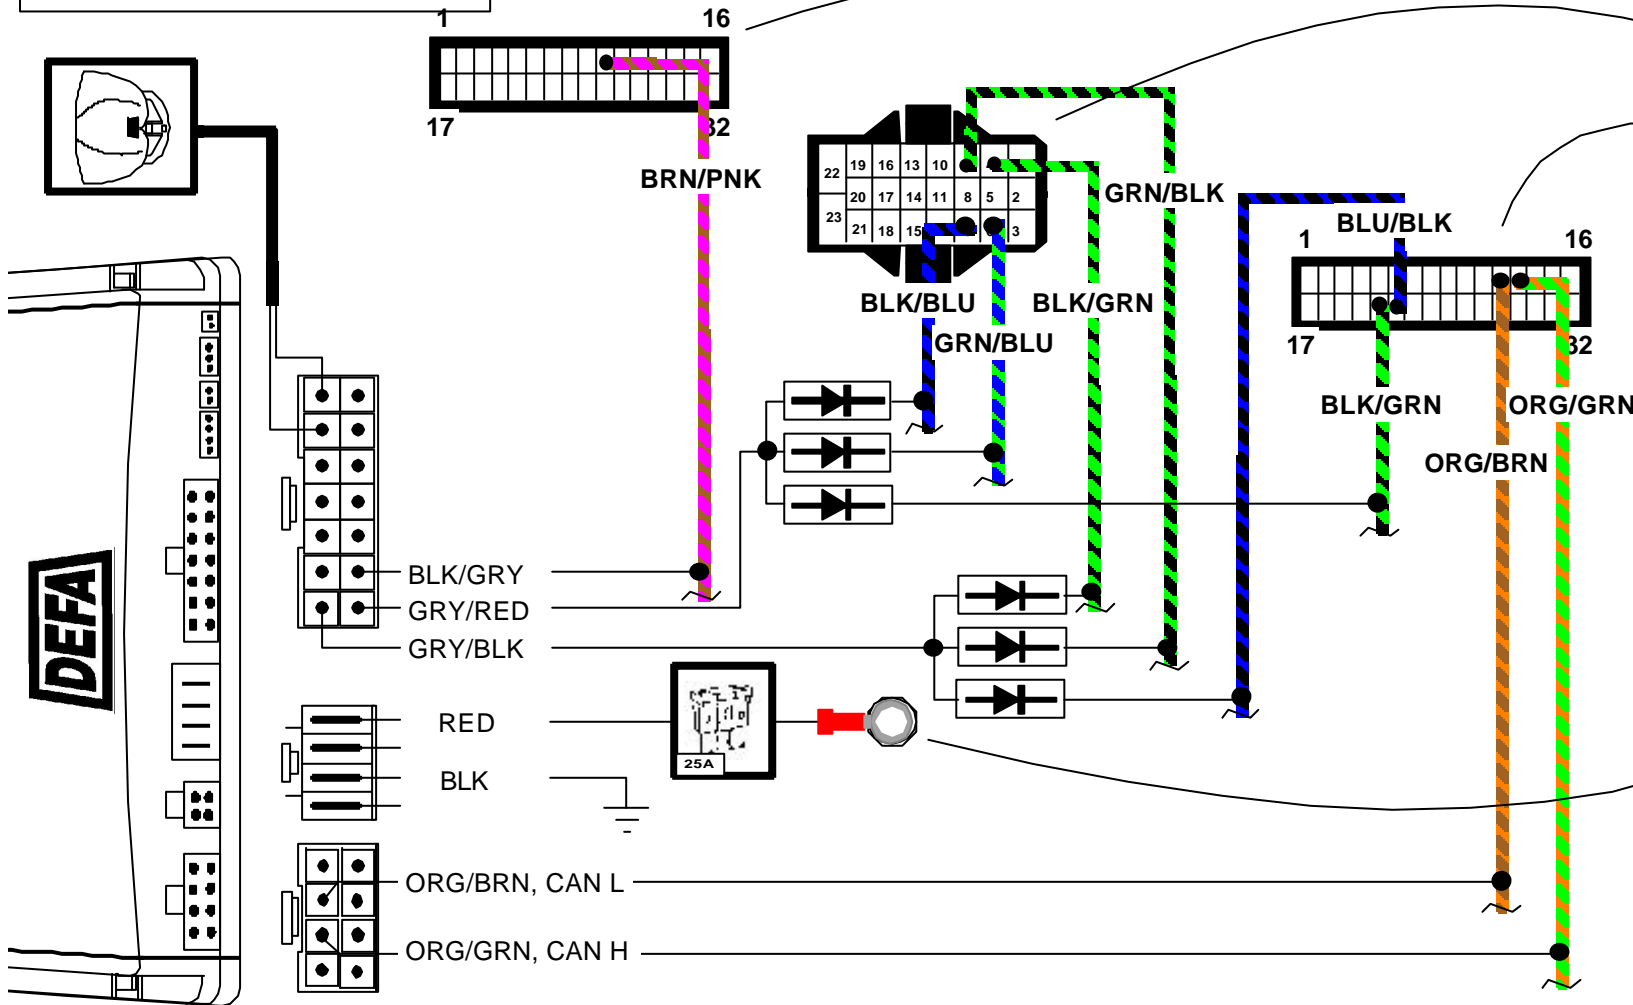 1 16
17 32
BRN/PNK
22 19 16 13 10
20 17 14 11 8 5 2
23
21 18 15 3
GRN/BLK
BLU/BLK
1 16
17 32
BLK/BLU
BLK/GRN
GRN/BLU
BLK/GRN
ORG/GRN
ORG/BRN
DEFA
BLK/GRY
GRY/RED
GRY/BLK
RED
25A
BLK
ORG/BRN, CAN L
ORG/GRN, CAN H